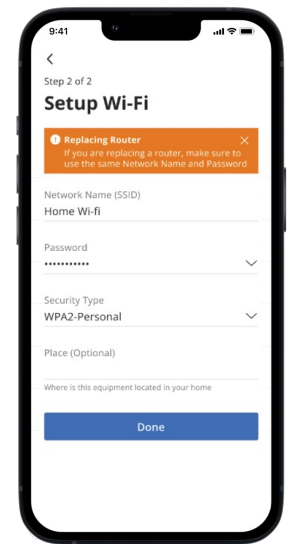 9:41
Step 2 of 2
Setup Wi-Fi
Replacing Router
If you are replacing a router, make sure to
use the same Network Name and Password
Network Name (SSID)
Home Wi-fi
Password
•••••••••••
Security Type
WPA2-Personal
Place (Optional)
Where is this equipment located in your home
Done